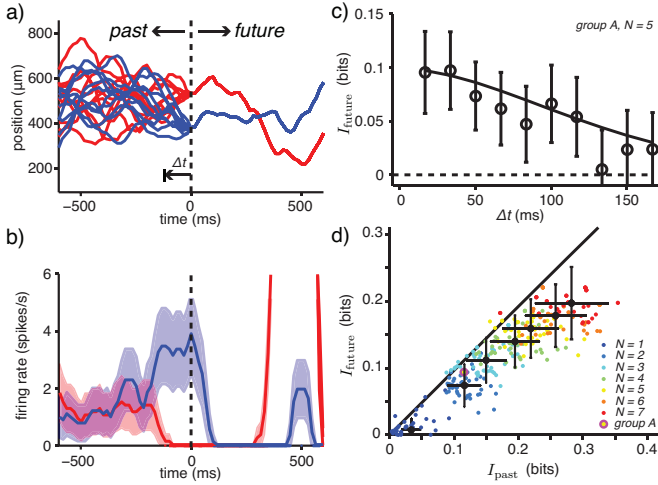 a)
past
future
position (μm)
800
600
400
200
Δt
−500
0
500
time (ms)
b)
firing rate (spikes/s)
6
4
2
0
−500
0
500
time (ms)
c)
group A, N = 5
I_future (bits)
0.1
0.05
0
0
50
100
150
Δt (ms)
d)
I_future (bits)
0.3
0.2
0.1
0
0
0.1
0.2
0.3
0.4
I_past (bits)
N = 1
N = 2
N = 3
N = 4
N = 5
N = 6
N = 7
group A